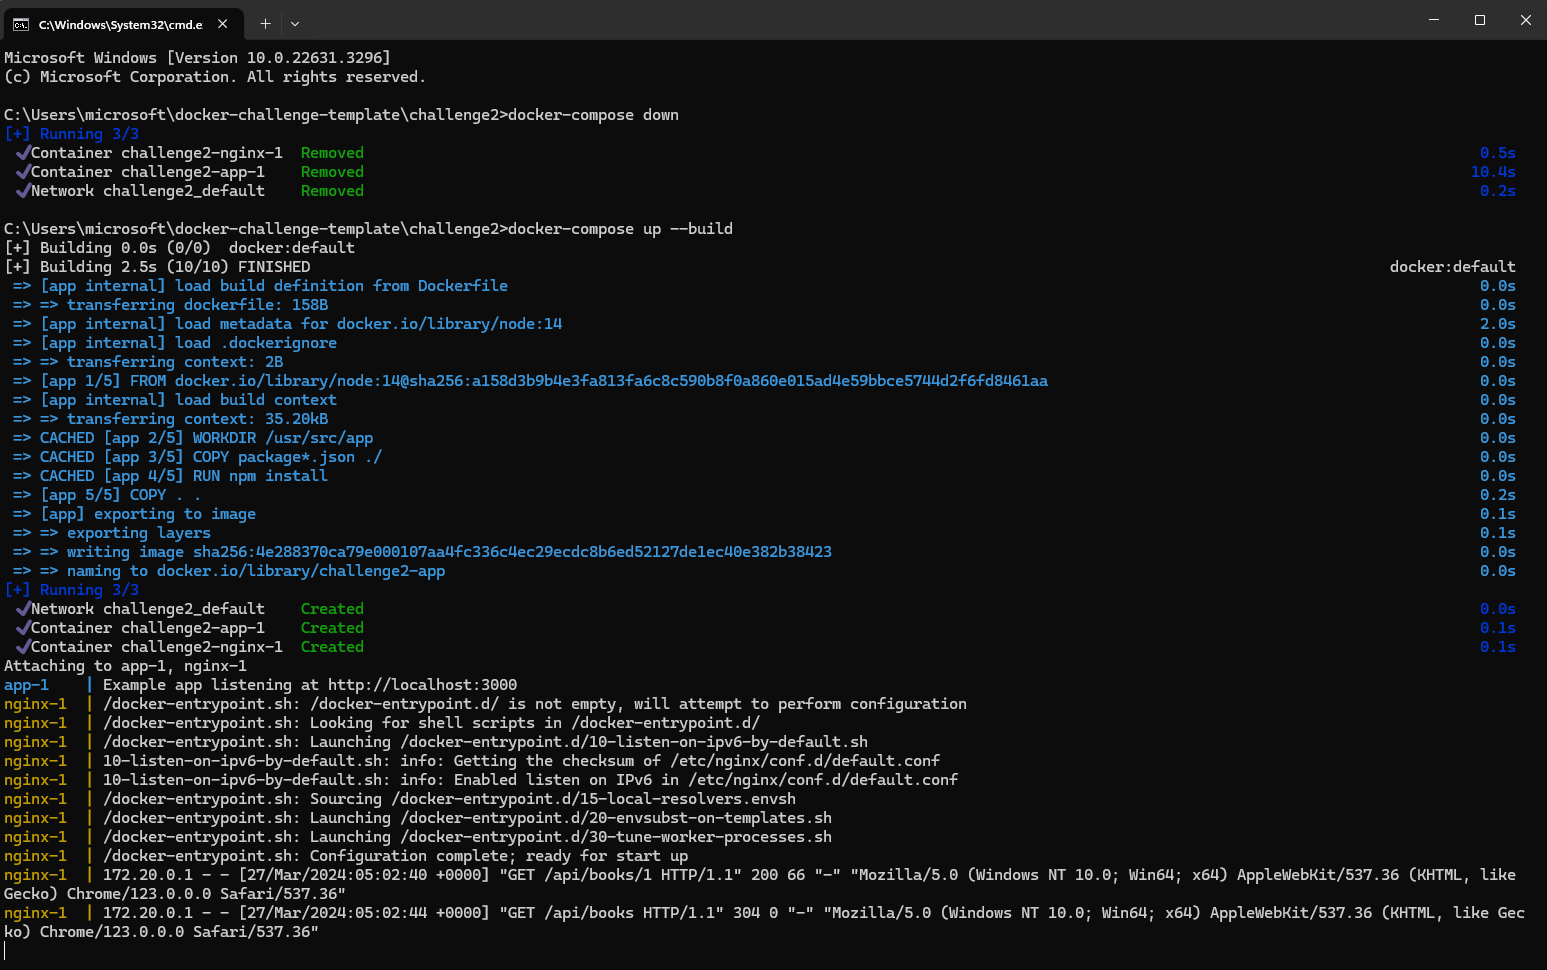 C:\Windows\System32\cmd.e
Microsoft Windows [Version 10.0.22631.3296]
(c) Microsoft Corporation. All rights reserved.
C:\Users\microsoft\docker-challenge-template\challenge2>docker-compose down
[+] Running 3/3
✔Container challenge2-nginx-1 Removed 0.5s
✔Container challenge2-app-1 Removed 10.4s
✔Network challenge2_default Removed 0.2s
C:\Users\microsoft\docker-challenge-template\challenge2>docker-compose up --build
[+] Building 0.0s (0/0) docker:default
[+] Building 2.5s (10/10) FINISHED docker:default
=> [app internal] load build definition from Dockerfile 0.0s
=> => transferring dockerfile: 158B 0.0s
=> [app internal] load metadata for docker.io/library/node:14 2.0s
=> [app internal] load .dockerignore 0.0s
=> => transferring context: 2B 0.0s
=> [app 1/5] FROM docker.io/library/node:14@sha256:a158d3b9b4e3fa813fa6c8c590b8f0a860e015ad4e59bbce5744d2f6fd8461aa 0.0s
=> [app internal] load build context 0.0s
=> => transferring context: 35.20kB 0.0s
=> CACHED [app 2/5] WORKDIR /usr/src/app 0.0s
=> CACHED [app 3/5] COPY package*.json ./ 0.0s
=> CACHED [app 4/5] RUN npm install 0.0s
=> [app 5/5] COPY . . 0.2s
=> [app] exporting to image 0.1s
=> => exporting layers 0.1s
=> => writing image sha256:4e288370ca79e000107aa4fc336c4ec29ecdc8b6ed52127de1ec40e382b38423 0.0s
=> => naming to docker.io/library/challenge2-app 0.0s
[+] Running 3/3
✔Network challenge2_default Created 0.0s
✔Container challenge2-app-1 Created 0.1s
✔Container challenge2-nginx-1 Created 0.1s
Attaching to app-1, nginx-1
app-1 | Example app listening at http://localhost:3000
nginx-1 | /docker-entrypoint.sh: /docker-entrypoint.d/ is not empty, will attempt to perform configuration
nginx-1 | /docker-entrypoint.sh: Looking for shell scripts in /docker-entrypoint.d/
nginx-1 | /docker-entrypoint.sh: Launching /docker-entrypoint.d/10-listen-on-ipv6-by-default.sh
nginx-1 | 10-listen-on-ipv6-by-default.sh: info: Getting the checksum of /etc/nginx/conf.d/default.conf
nginx-1 | 10-listen-on-ipv6-by-default.sh: info: Enabled listen on IPv6 in /etc/nginx/conf.d/default.conf
nginx-1 | /docker-entrypoint.sh: Sourcing /docker-entrypoint.d/15-local-resolvers.envsh
nginx-1 | /docker-entrypoint.sh: Launching /docker-entrypoint.d/20-envsubst-on-templates.sh
nginx-1 | /docker-entrypoint.sh: Launching /docker-entrypoint.d/30-tune-worker-processes.sh
nginx-1 | /docker-entrypoint.sh: Configuration complete; ready for start up
nginx-1 | 172.20.0.1 - - [27/Mar/2024:05:02:40 +0000] "GET /api/books/1 HTTP/1.1" 200 66 "-" "Mozilla/5.0 (Windows NT 10.0; Win64; x64) AppleWebKit/537.36 (KHTML, like
Gecko) Chrome/123.0.0.0 Safari/537.36"
nginx-1 | 172.20.0.1 - - [27/Mar/2024:05:02:44 +0000] "GET /api/books HTTP/1.1" 304 0 "-" "Mozilla/5.0 (Windows NT 10.0; Win64; x64) AppleWebKit/537.36 (KHTML, like Gec
ko) Chrome/123.0.0.0 Safari/537.36"